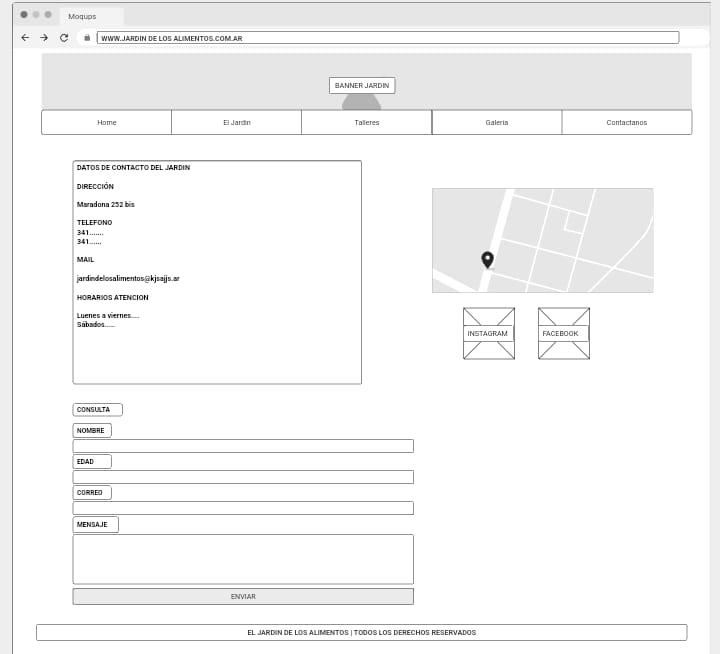 Moqups
WWW.JARDIN DE LOS ALIMENTOS.COM.AR
BANNER JARDIN
Home
El Jardin
Talleres
Galería
Contactanos
DATOS DE CONTACTO DEL JARDIN
DIRECCIÓN
Maradona 252 bis
TELEFONO
341.......
341......
MAIL
jardindelosalimentos@kjsajjs.ar
HORARIOS ATENCION
Luenes a viernes....
Sábados.....
INSTAGRAM
FACEBOOK
CONSULTA
NOMBRE
EDAD
CORREO
MENSAJE
ENVIAR
EL JARDIN DE LOS ALIMENTOS | TODOS LOS DERECHOS RESERVADOS